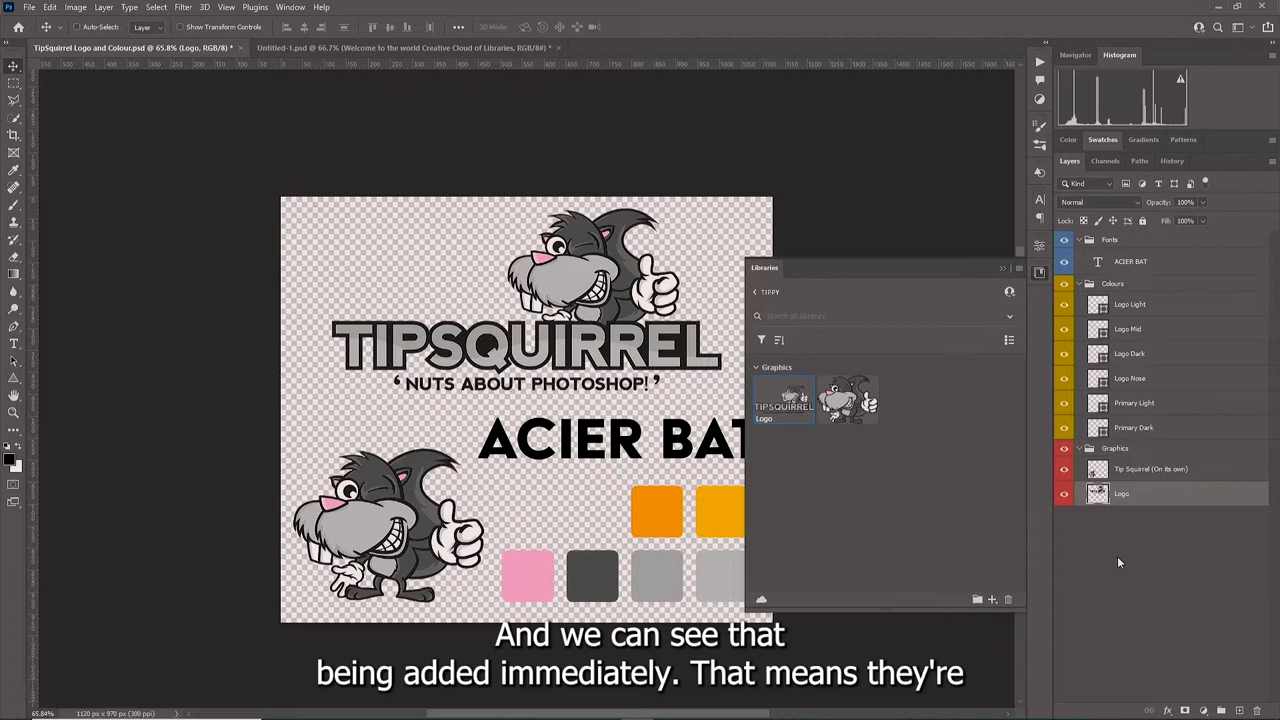 File Edit Image Layer Type Select Filter 3D View Plugins Window Help
Auto-Select: Layer Show Transform Controls 3D Mode:
TipSquirrel Logo and Colour.psd @ 65.8% (Logo, RGB/8) * Untitled-1.psd @ 66.7% (Welcome to the world Creative Cloud of Libraries, RGB/8#) *
Navigator Histogram
Color Swatches Gradients Patterns
Layers Channels Paths History
Kind
Normal Opacity: 100%
Lock: Fill: 100%
Fonts
ACIER BAT
Colours
Logo Light
Logo Mid
Logo Dark
Logo Nose
Primary Light
Primary Dark
Graphics
Tip Squirrel (On its own)
Logo
Libraries
TIPPY
Search all libraries
Graphics
TIPSQUIRREL
Logo
TIPSQUIRREL
‘ NUTS ABOUT PHOTOSHOP! ’
ACIER BAT
And we can see that
being added immediately. That means they're
65.84% 1120 px x 970 px (300 ppi)